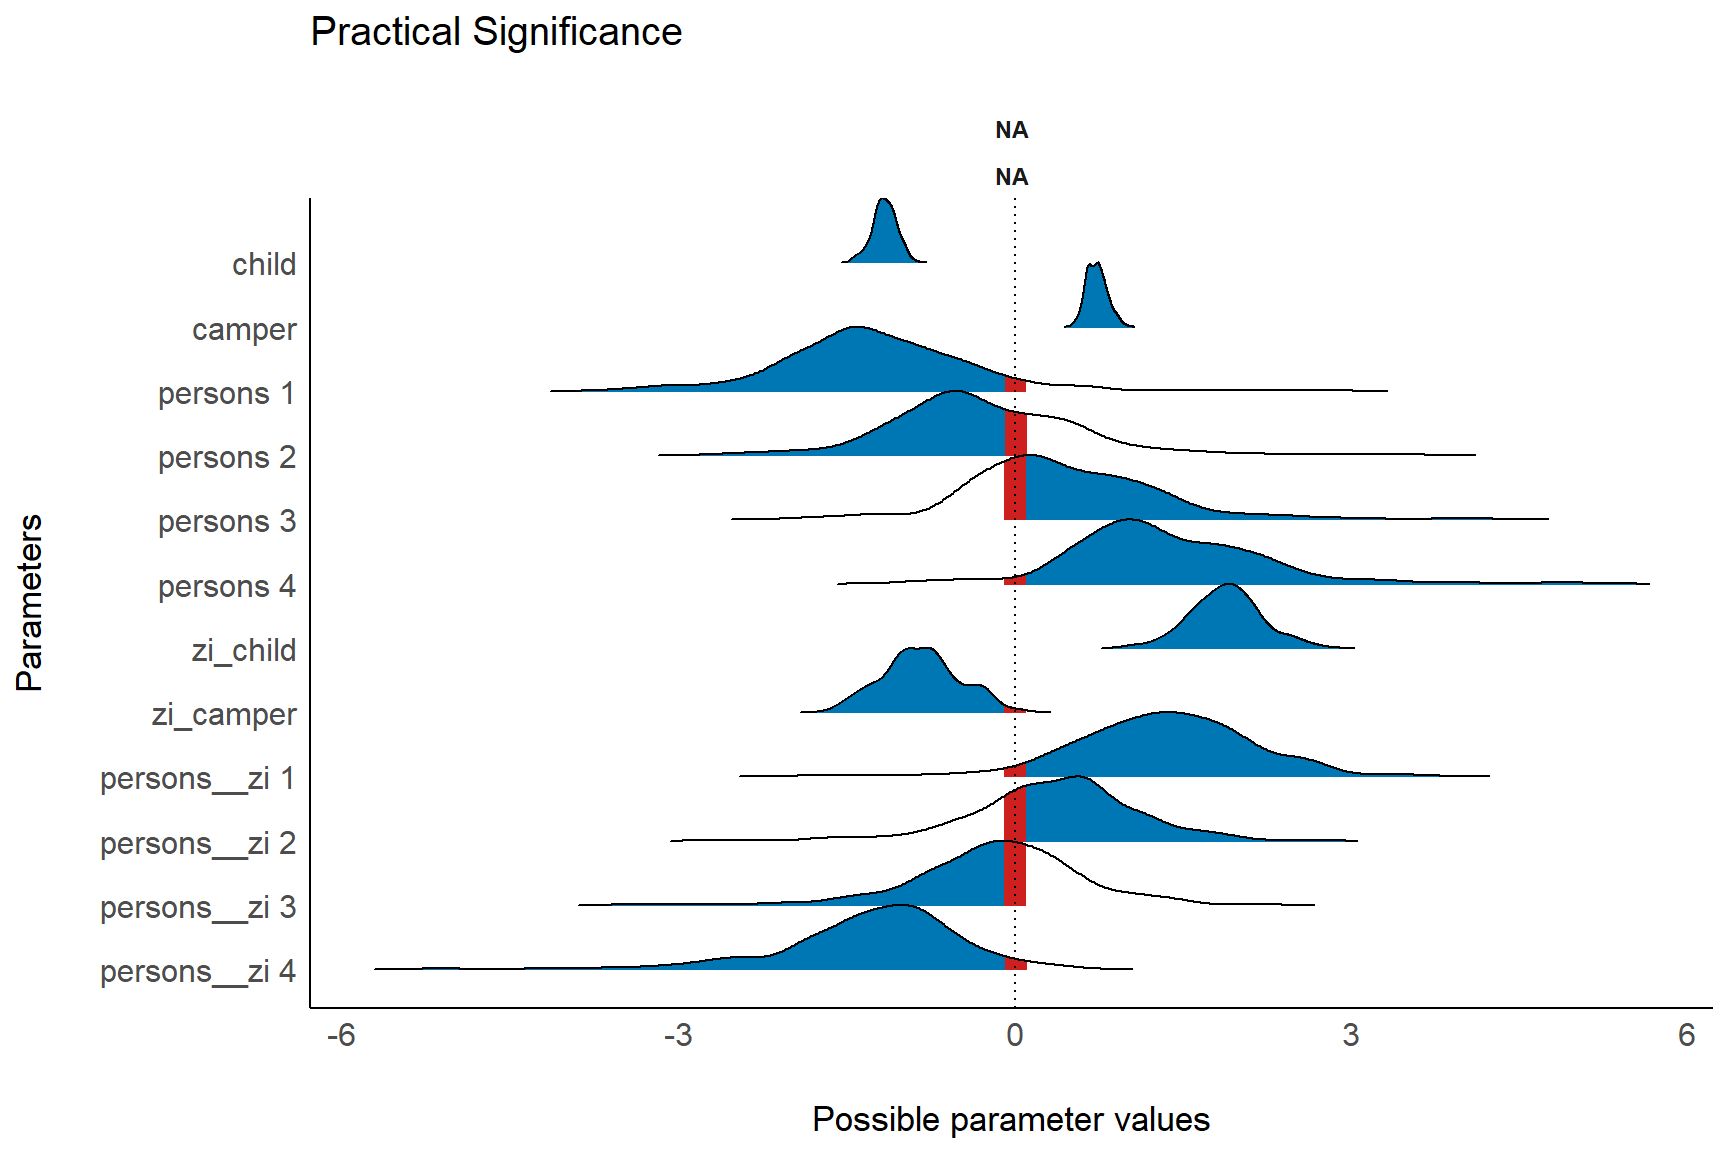 Practical Significance
NA
NA
child
camper
persons 1
persons 2
persons 3
persons 4
zi_child
zi_camper
persons__zi 1
persons__zi 2
persons__zi 3
persons__zi 4
Parameters
-6 -3 0 3 6
Possible parameter values